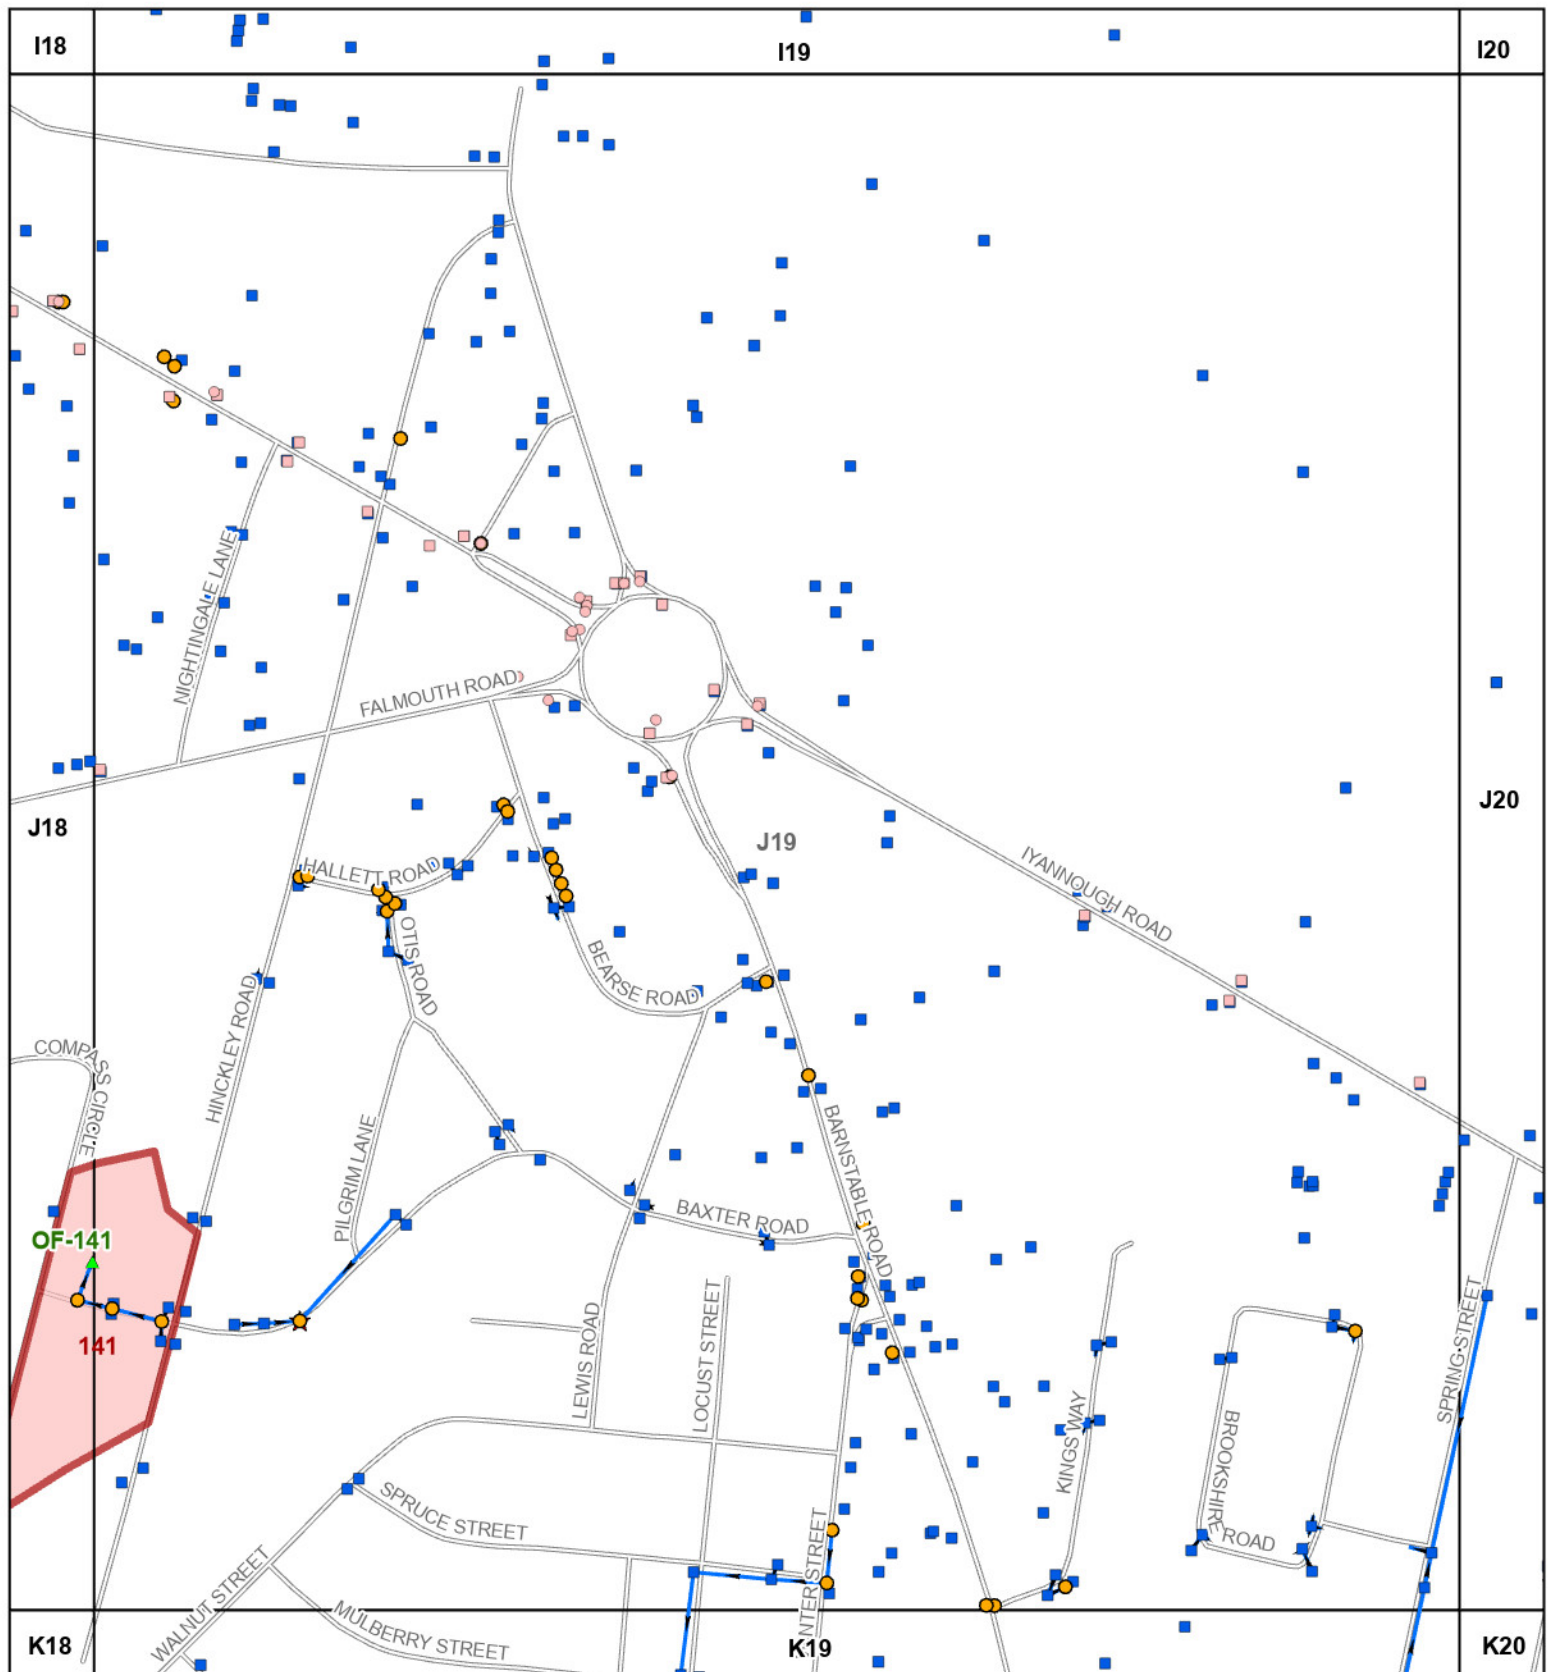 I18
I19
I20
NIGHTINGALE LANE
FALMOUTH ROAD
J18
J19
J20
IYANNOUGH ROAD
HALLETT ROAD
OTIS ROAD
BEARSE ROAD
HINCKLEY ROAD
COMPASS CIRCLE
PILGRIM LANE
BARNSTABLE ROAD
BAXTER ROAD
OF-141
141
LEWIS ROAD
LOCUST STREET
KINGS WAY
BROOKSHIRE ROAD
SPRING STREET
SPRUCE STREET
WALNUT STREET
MULBERRY STREET
NTER STREET
K18
K19
K20